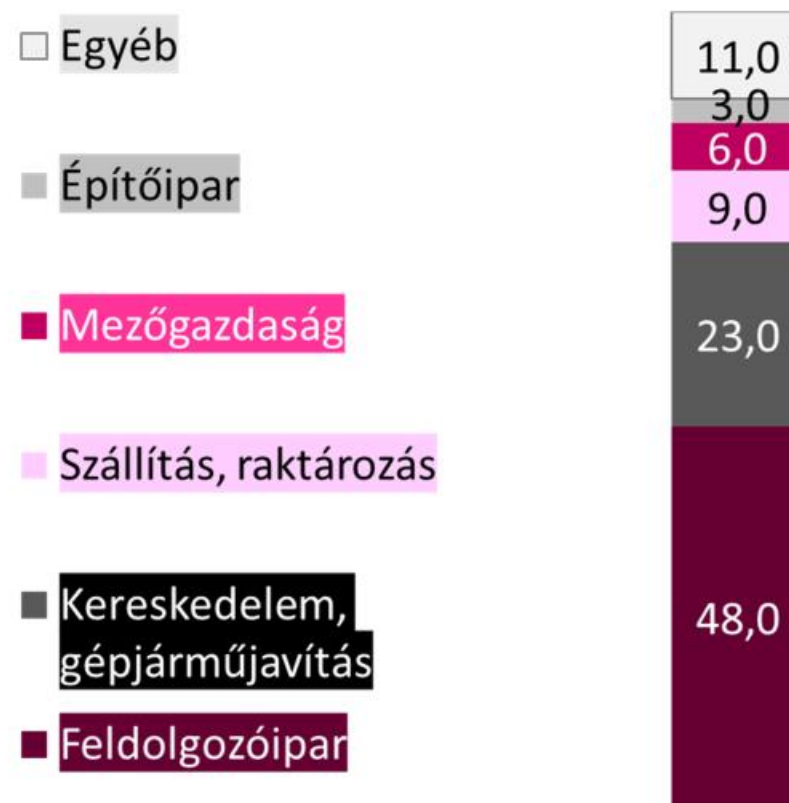 Egyéb
Építőipar
Mezőgazdaság
Szállítás, raktározás
Kereskedelem,
gépjárműjavítás
Feldolgozóipar
11,0
3,0
6,0
9,0
23,0
48,0